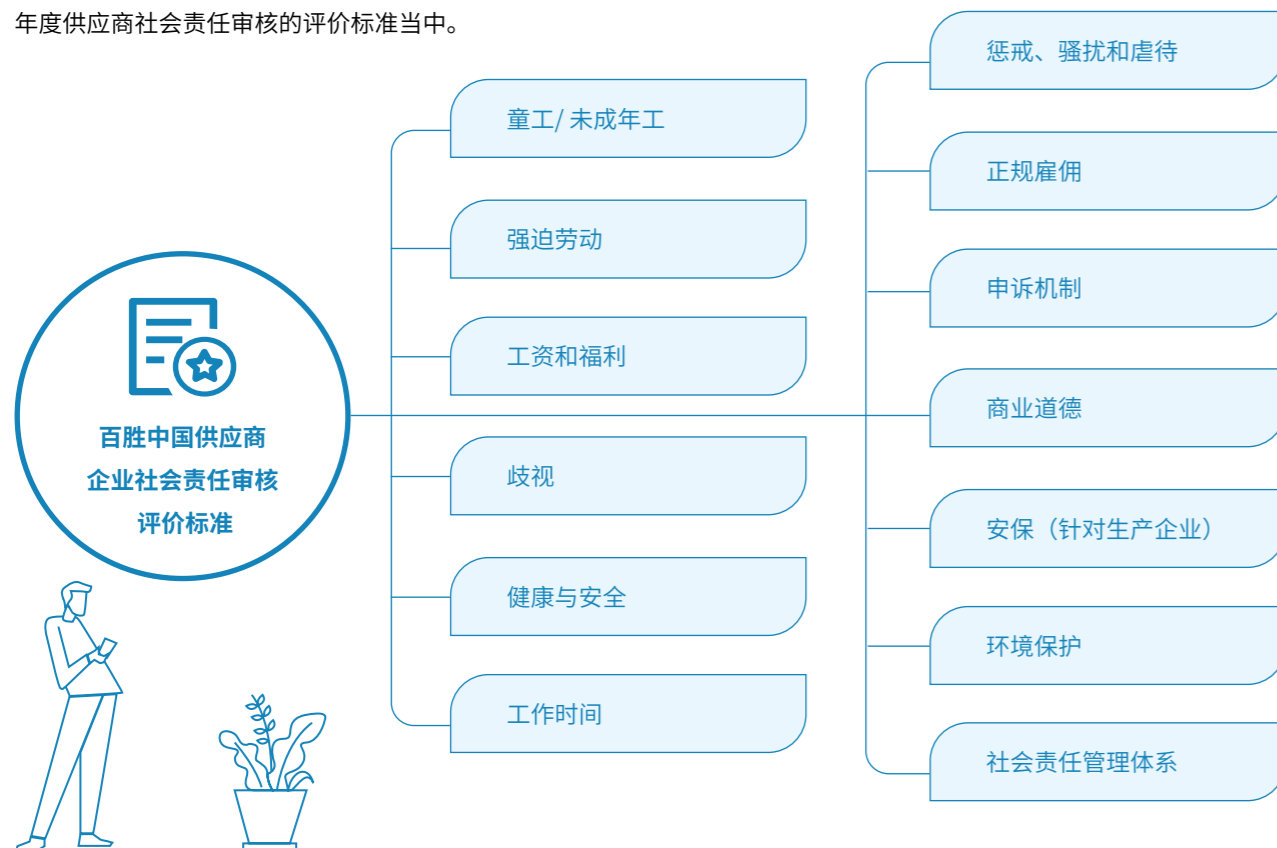 年度供应商社会责任审核的评价标准当中。
百胜中国供应商
企业社会责任审核
评价标准
童工/ 未成年工
强迫劳动
工资和福利
歧视
健康与安全
工作时间
惩戒、骚扰和虐待
正规雇佣
申诉机制
商业道德
安保（针对生产企业）
环境保护
社会责任管理体系